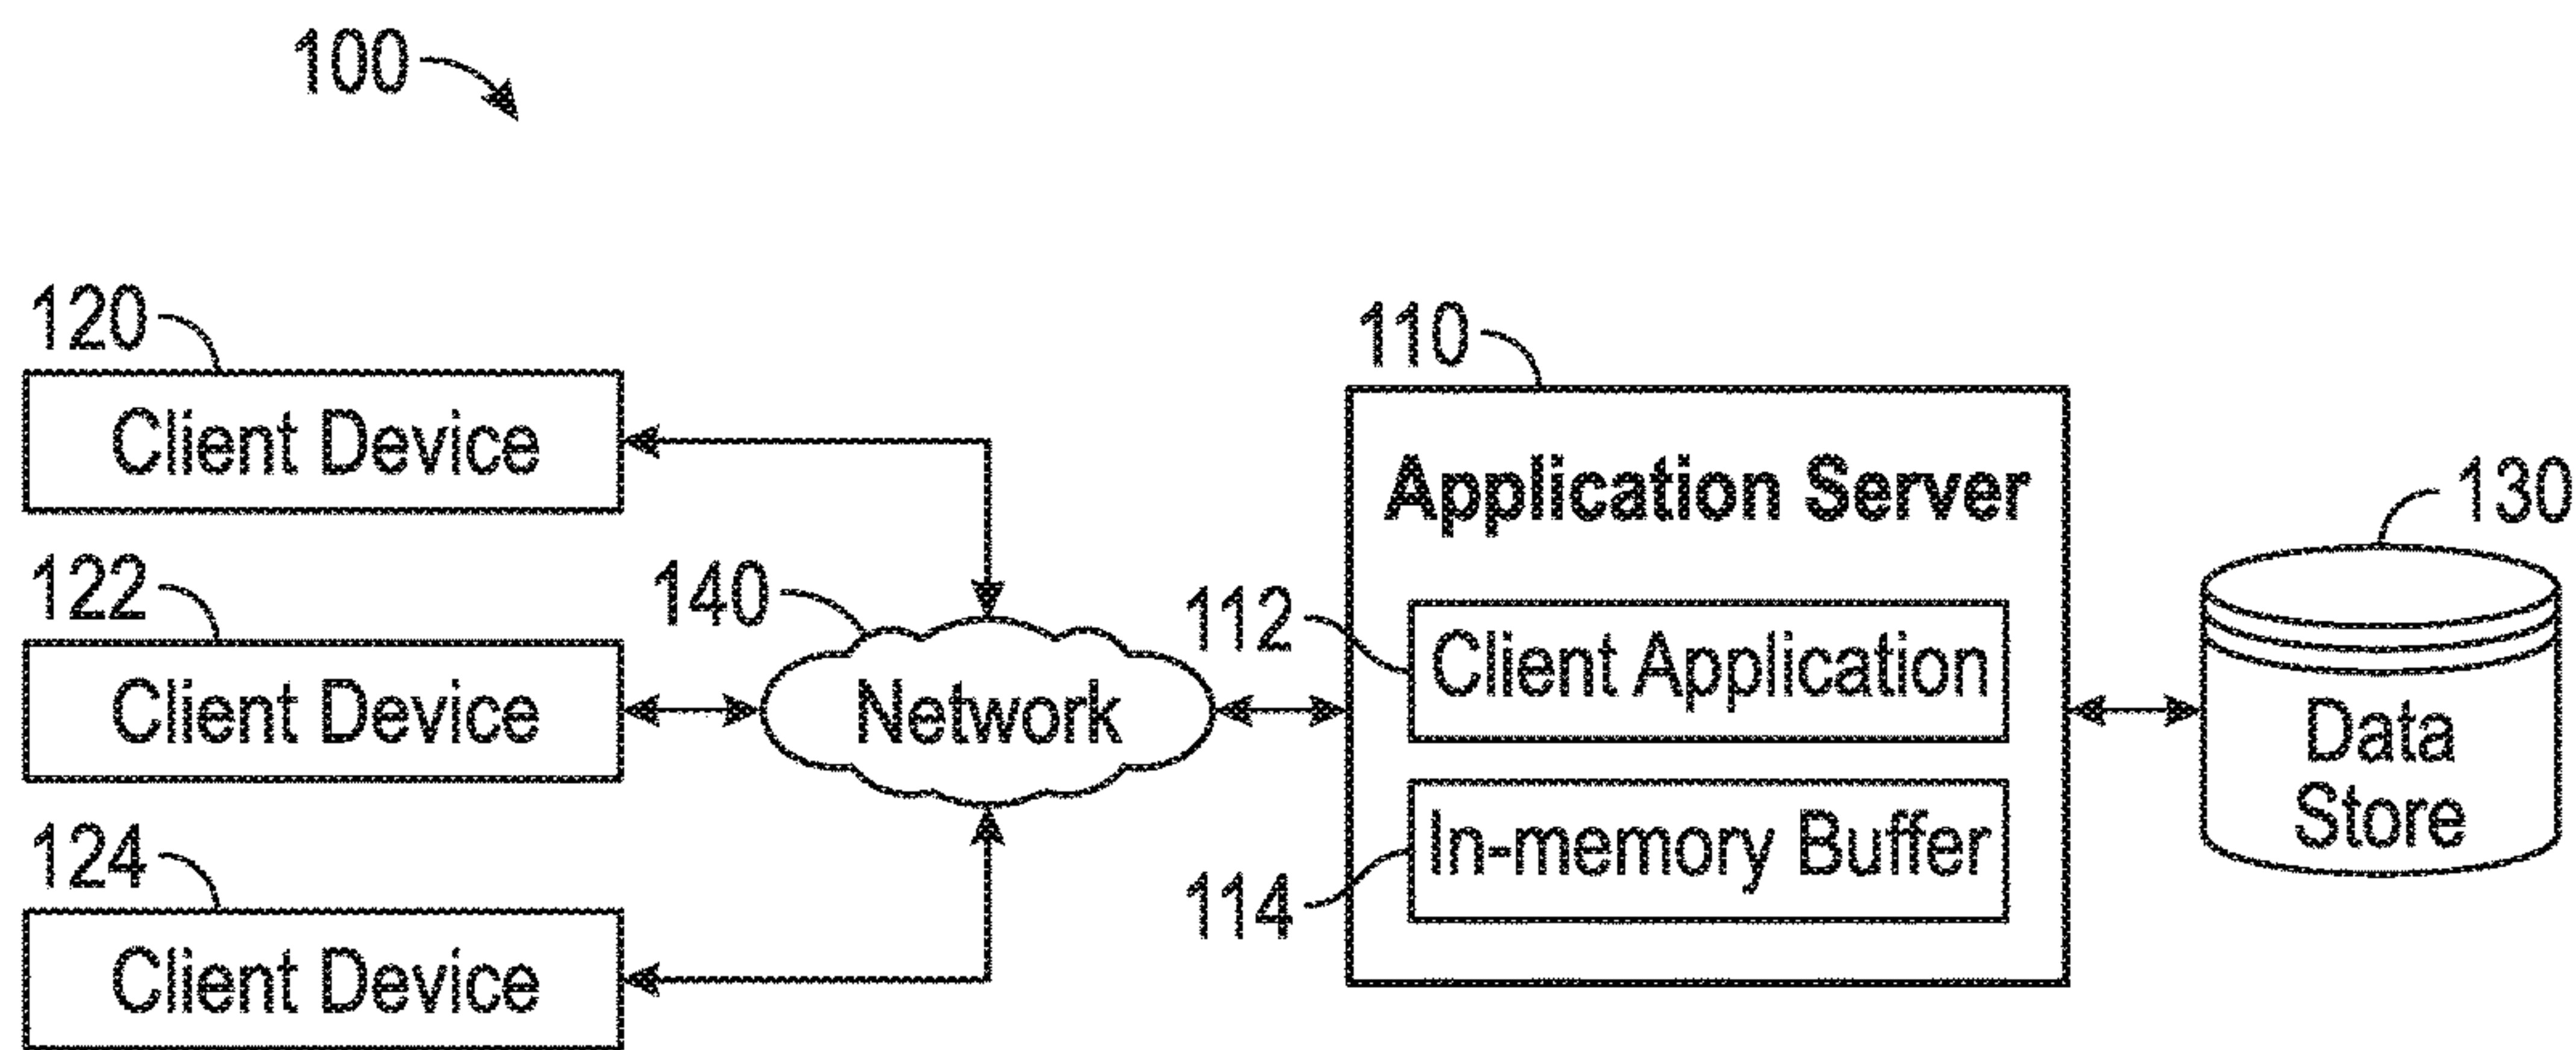 100
120
Client Device
122
Client Device
124
Client Device
140
Network
110
Application Server
112
Client Application
114
In-memory Buffer
130
Data
Store